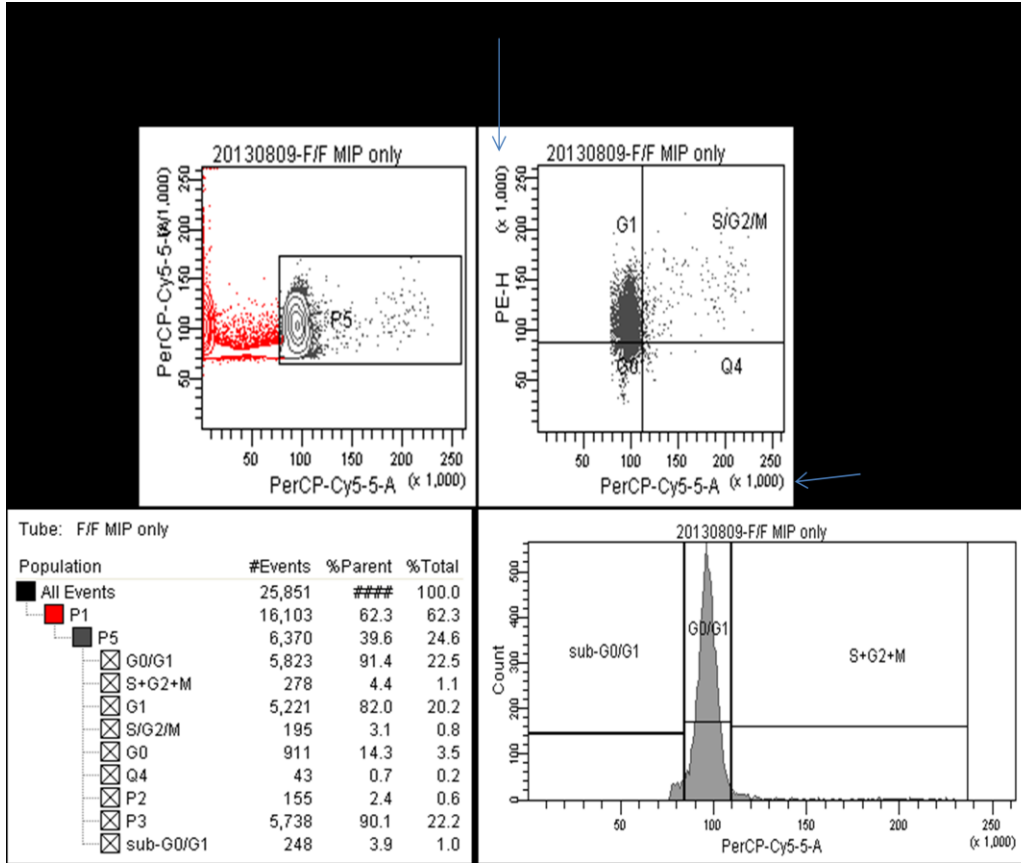 20130809-F/F MIP only
PerCP-Cy5-5-A
(x 1,000)
250
200
150
100
50
P5
50 100 150 200 250
PerCP-Cy5-5-A (x 1,000)
20130809-F/F MIP only
PE-H
(x 1,000)
250
200
150
100
50
G1
S/G2/M
G0
Q4
50 100 150 200 250
PerCP-Cy5-5-A (x 1,000)
Tube: F/F MIP only
Population #Events %Parent %Total
All Events 25,851 #### 100.0
P1 16,103 62.3 62.3
P5 6,370 39.6 24.6
G0/G1 5,823 91.4 22.5
S+G2+M 278 4.4 1.1
G1 5,221 82.0 20.2
S/G2/M 195 3.1 0.8
G0 911 14.3 3.5
Q4 43 0.7 0.2
P2 155 2.4 0.6
P3 5,738 90.1 22.2
sub-G0/G1 248 3.9 1.0
20130809-F/F MIP only
Count
500
400
300
200
100
0
sub-G0/G1
G0/G1
S+G2+M
50 100 150 200 250
PerCP-Cy5-5-A (x 1,000)